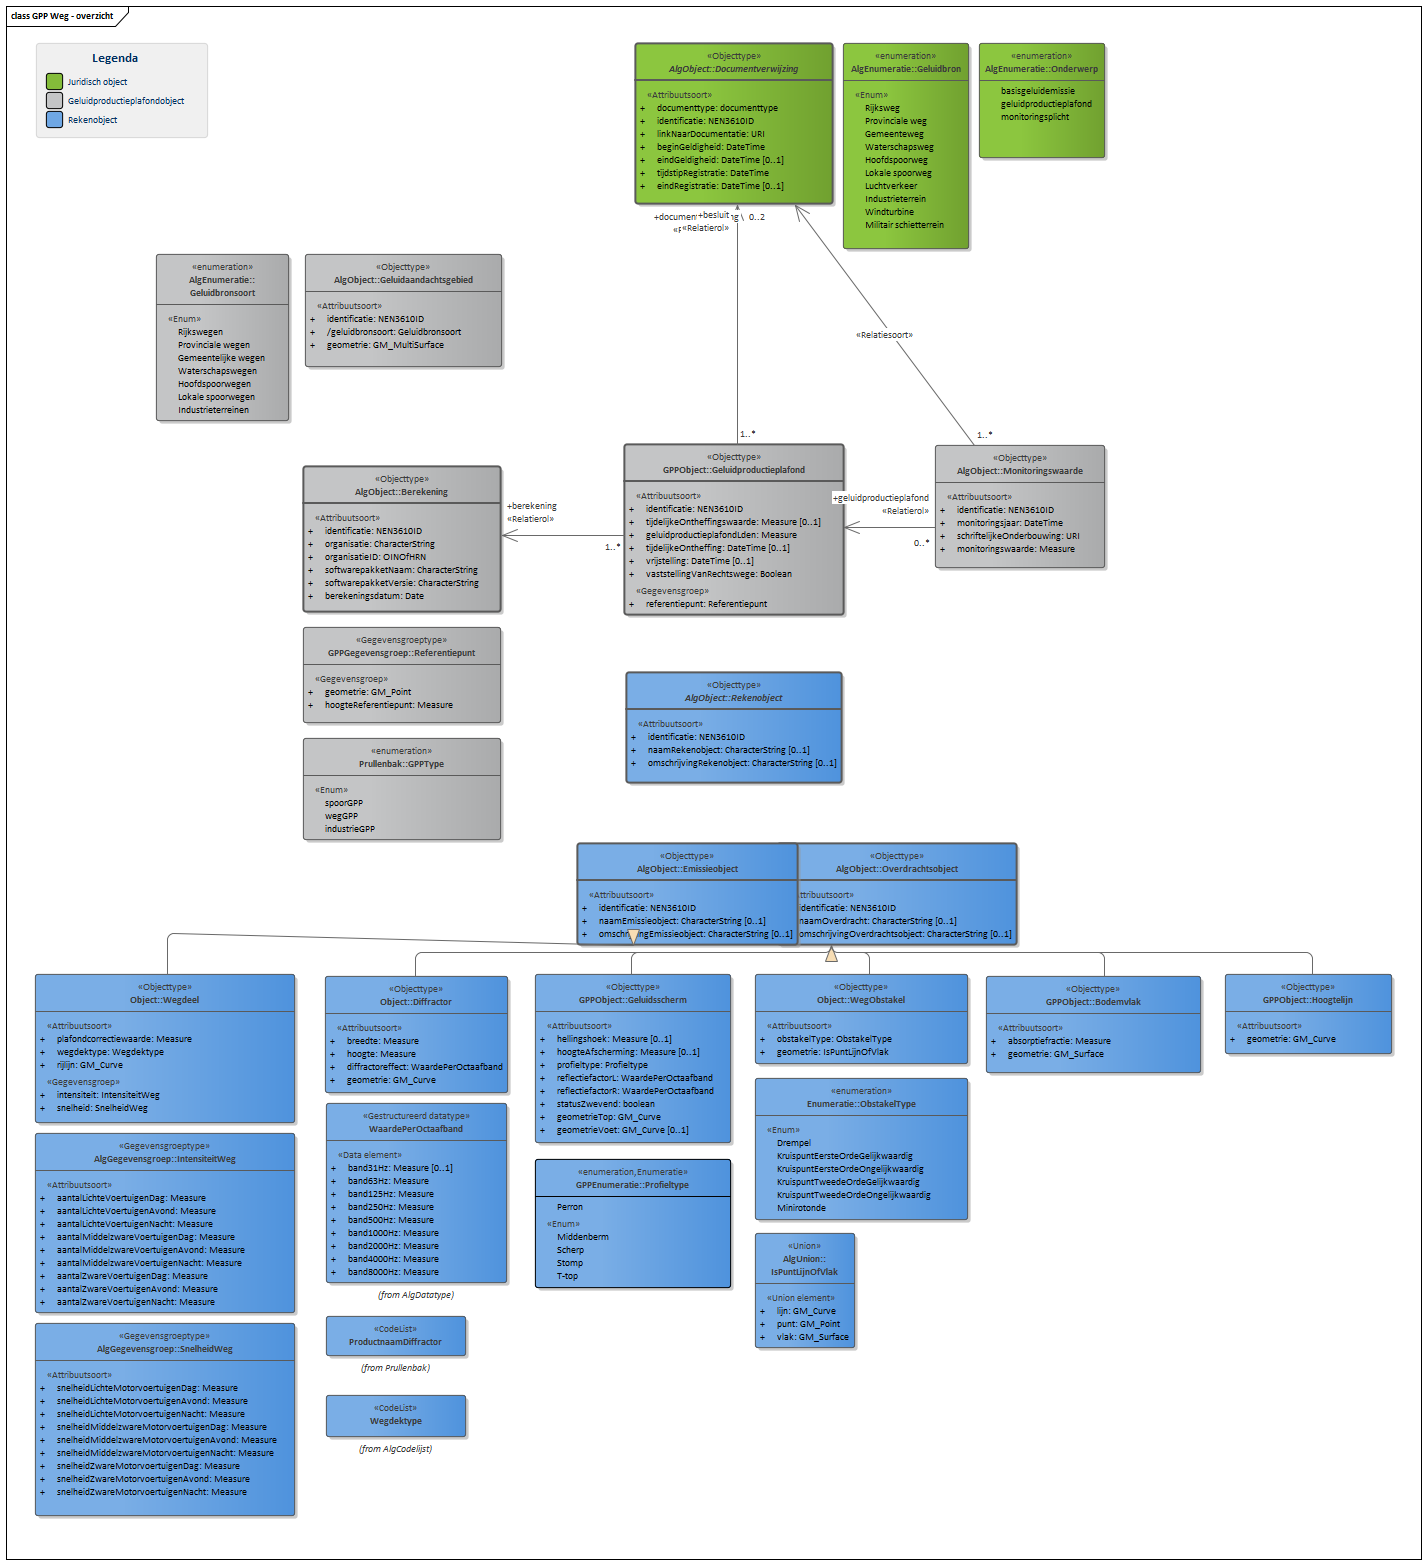 class GPP Weg - overzicht
Legenda
Juridisch object
Geluidproductieplafondobject
Rekenobject
«Objecttype»
AlgObject::Documentverwijzing
«Attribuutsoort»
+ documenttype: documenttype
+ identificatie: NEN3610ID
+ linkNaarDocumentatie: URI
+ beginGeldigheid: DateTime
+ eindGeldigheid: DateTime [0..1]
+ tijdstipRegistratie: DateTime
+ eindRegistratie: DateTime [0..1]
«enumeration»
AlgEnumeratie::Geluidbron
«Enum»
Rijksweg
Provinciale weg
Gemeenteweg
Waterschapsweg
Hoofdspoorweg
Lokale spoorweg
Luchtverkeer
Industrieterrein
Windturbine
Militair schietterrein
«enumeration»
AlgEnumeratie::Onderwerp
basisgeluidemissie
geluidproductieplafond
monitoringsplicht
+besluit
0..2
«Relatierol»
«enumeration»
AlgEnumeratie::
Geluidbronsoort
«Enum»
Rijkswegen
Provinciale wegen
Gemeentelijke wegen
Waterschapswegen
Hoofdspoorwegen
Lokale spoorwegen
Industrieterreinen
«Objecttype»
AlgObject::Geluidaandachtsgebied
«Attribuutsoort»
+ identificatie: NEN3610ID
+ /geluidbronsoort: Geluidbronsoort
+ geometrie: GM_MultiSurface
«Relatiesoort»
1..*
1..*
«Objecttype»
AlgObject::Berekening
«Attribuutsoort»
+ identificatie: NEN3610ID
+ organisatie: CharacterString
+ organisatieID: OINOfHRN
+ softwarepakketNaam: CharacterString
+ softwarepakketVersie: CharacterString
+ berekeningsdatum: Date
+berekening
«Relatierol»
1..*
«Objecttype»
GPPObject::Geluidproductieplafond
«Attribuutsoort»
+ identificatie: NEN3610ID
+ tijdelijkeOntheffingswaarde: Measure [0..1]
+ geluidproductieplafondLden: Measure
+ tijdelijkeOntheffing: DateTime [0..1]
+ vrijstelling: DateTime [0..1]
+ vaststellingVanRechtswege: Boolean
«Gegevensgroep»
+ referentiepunt: Referentiepunt
+geluidproductieplafond
«Relatierol»
0..*
«Objecttype»
AlgObject::Monitoringswaarde
«Attribuutsoort»
+ identificatie: NEN3610ID
+ monitoringsjaar: DateTime
+ schriftelijkeOnderbouwing: URI
+ monitoringswaarde: Measure
«Gegevensgroeptype»
GPPGegevensgroep::Referentiepunt
«Gegevensgroep»
+ geometrie: GM_Point
+ hoogteReferentiepunt: Measure
«enumeration»
Prullenbak::GPPType
«Enum»
spoorGPP
wegGPP
industrieGPP
«Objecttype»
AlgObject::Rekenobject
«Attribuutsoort»
+ identificatie: NEN3610ID
+ naamRekenobject: CharacterString [0..1]
+ omschrijvingRekenobject: CharacterString [0..1]
«Objecttype»
AlgObject::Emissieobject
«Attribuutsoort»
+ identificatie: NEN3610ID
+ naamEmissieobject: CharacterString [0..1]
+ omschrijvingEmissieobject: CharacterString [0..1]
«Objecttype»
AlgObject::Overdrachtsobject
ttribuutsoort»
identificatie: NEN3610ID
naamOverdracht: CharacterString [0..1]
omschrijvingOverdrachtsobject: CharacterString [0..1]
«Objecttype»
Object::Wegdeel
«Attribuutsoort»
+ plafondcorrectiewaarde: Measure
+ wegdektype: Wegdektype
+ rijlijn: GM_Curve
«Gegevensgroep»
+ intensiteit: IntensiteitWeg
+ snelheid: SnelheidWeg
«Gegevensgroeptype»
AlgGegevensgroep::IntensiteitWeg
«Attribuutsoort»
+ aantalLichteVoertuigenDag: Measure
+ aantalLichteVoertuigenAvond: Measure
+ aantalLichteVoertuigenNacht: Measure
+ aantalMiddelzwareVoertuigenDag: Measure
+ aantalMiddelzwareVoertuigenAvond: Measure
+ aantalMiddelzwareVoertuigenNacht: Measure
+ aantalZwareVoertuigenDag: Measure
+ aantalZwareVoertuigenAvond: Measure
+ aantalZwareVoertuigenNacht: Measure
«Gegevensgroeptype»
AlgGegevensgroep::SnelheidWeg
«Attribuutsoort»
+ snelheidLichteMotorvoertuigenDag: Measure
+ snelheidLichteMotorvoertuigenAvond: Measure
+ snelheidLichteMotorvoertuigenNacht: Measure
+ snelheidMiddelzwareMotorvoertuigenDag: Measure
+ snelheidMiddelzwareMotorvoertuigenAvond: Measure
+ snelheidMiddelzwareMotorvoertuigenNacht: Measure
+ snelheidZwareMotorvoertuigenDag: Measure
+ snelheidZwareMotorvoertuigenAvond: Measure
+ snelheidZwareMotorvoertuigenNacht: Measure
«Objecttype»
Object::Diffractor
«Attribuutsoort»
+ breedte: Measure
+ hoogte: Measure
+ diffractoreffect: WaardePerOctaafband
+ geometrie: GM_Curve
«Gestructureerd datatype»
WaardePerOctaafband
«Data element»
+ band31Hz: Measure [0..1]
+ band63Hz: Measure
+ band125Hz: Measure
+ band250Hz: Measure
+ band500Hz: Measure
+ band1000Hz: Measure
+ band2000Hz: Measure
+ band4000Hz: Measure
+ band8000Hz: Measure
(from AlgDatatype)
«CodeList»
ProductnaamDiffractor
(from Prullenbak)
«CodeList»
Wegdektype
(from AlgCodelijst)
«Objecttype»
GPPObject::Geluidsscherm
«Attribuutsoort»
+ hellingshoek: Measure [0..1]
+ hoogteAfscherming: Measure [0..1]
+ profieltype: Profieltype
+ reflectiefactorL: WaardePerOctaafband
+ reflectiefactorR: WaardePerOctaafband
+ statusZwevend: boolean
+ geometrieTop: GM_Curve
+ geometrieVoet: GM_Curve [0..1]
«enumeration,Enumeratie»
GPPEnumeratie::Profieltype
Perron
«Enum»
Middenberm
Scherp
Stomp
T-top
«Objecttype»
Object::WegObstakel
«Attribuutsoort»
+ obstakelType: ObstakelType
+ geometrie: IsPuntLijnOfVlak
«enumeration»
Enumeratie::ObstakelType
«Enum»
Drempel
KruispuntEersteOrdeGelijkwaardig
KruispuntEersteOrdeOngelijkwaardig
KruispuntTweedeOrdeGelijkwaardig
KruispuntTweedeOrdeOngelijkwaardig
Minirotonde
«Union»
AlgUnion::
IsPuntLijnOfVlak
«Union element»
+ lijn: GM_Curve
+ punt: GM_Point
+ vlak: GM_Surface
«Objecttype»
GPPObject::Bodemvlak
«Attribuutsoort»
+ absorptiefractie: Measure
+ geometrie: GM_Surface
«Objecttype»
GPPObject::Hoogtelijn
«Attribuutsoort»
+ geometrie: GM_Curve